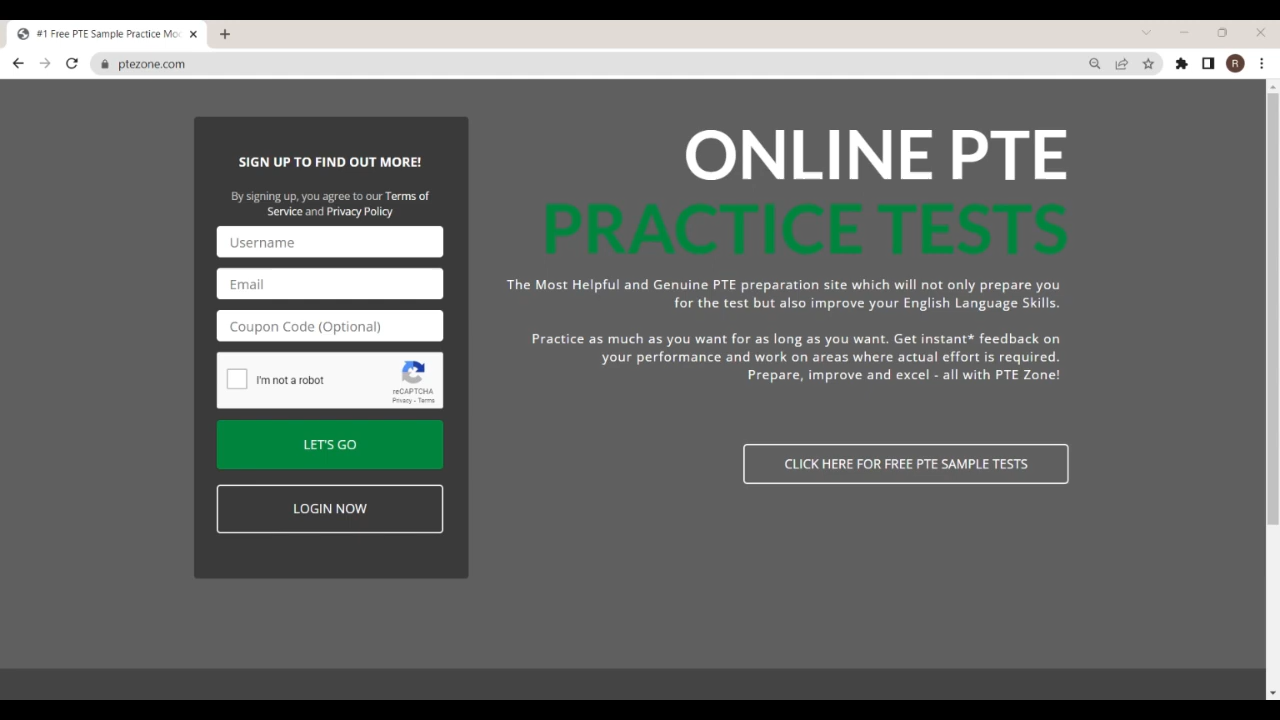 #1 Free PTE Sample Practice Moc
ptezone.com
R
SIGN UP TO FIND OUT MORE!
By signing up, you agree to our Terms of
Service and Privacy Policy
Username
Email
Coupon Code (Optional)
I'm not a robot
reCAPTCHA
Privacy - Terms
LET'S GO
LOGIN NOW
ONLINE PTE
PRACTICE TESTS
The Most Helpful and Genuine PTE preparation site which will not only prepare you
for the test but also improve your English Language Skills.
Practice as much as you want for as long as you want. Get instant* feedback on
your performance and work on areas where actual effort is required.
Prepare, improve and excel - all with PTE Zone!
CLICK HERE FOR FREE PTE SAMPLE TESTS